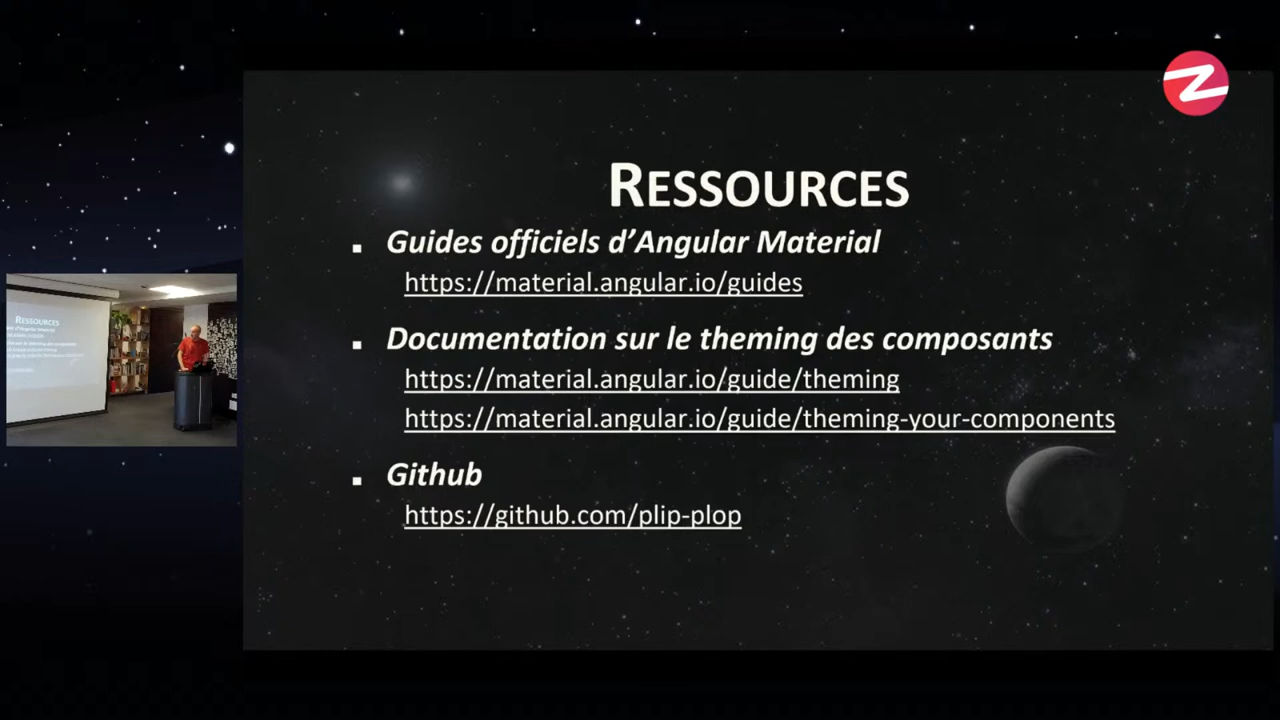 RESSOURCES
▪ Guides officiels d’Angular Material
https://material.angular.io/guides
▪ Documentation sur le theming des composants
https://material.angular.io/guide/theming
https://material.angular.io/guide/theming-your-components
▪ Github
https://github.com/plip-plop
RESSOURCES